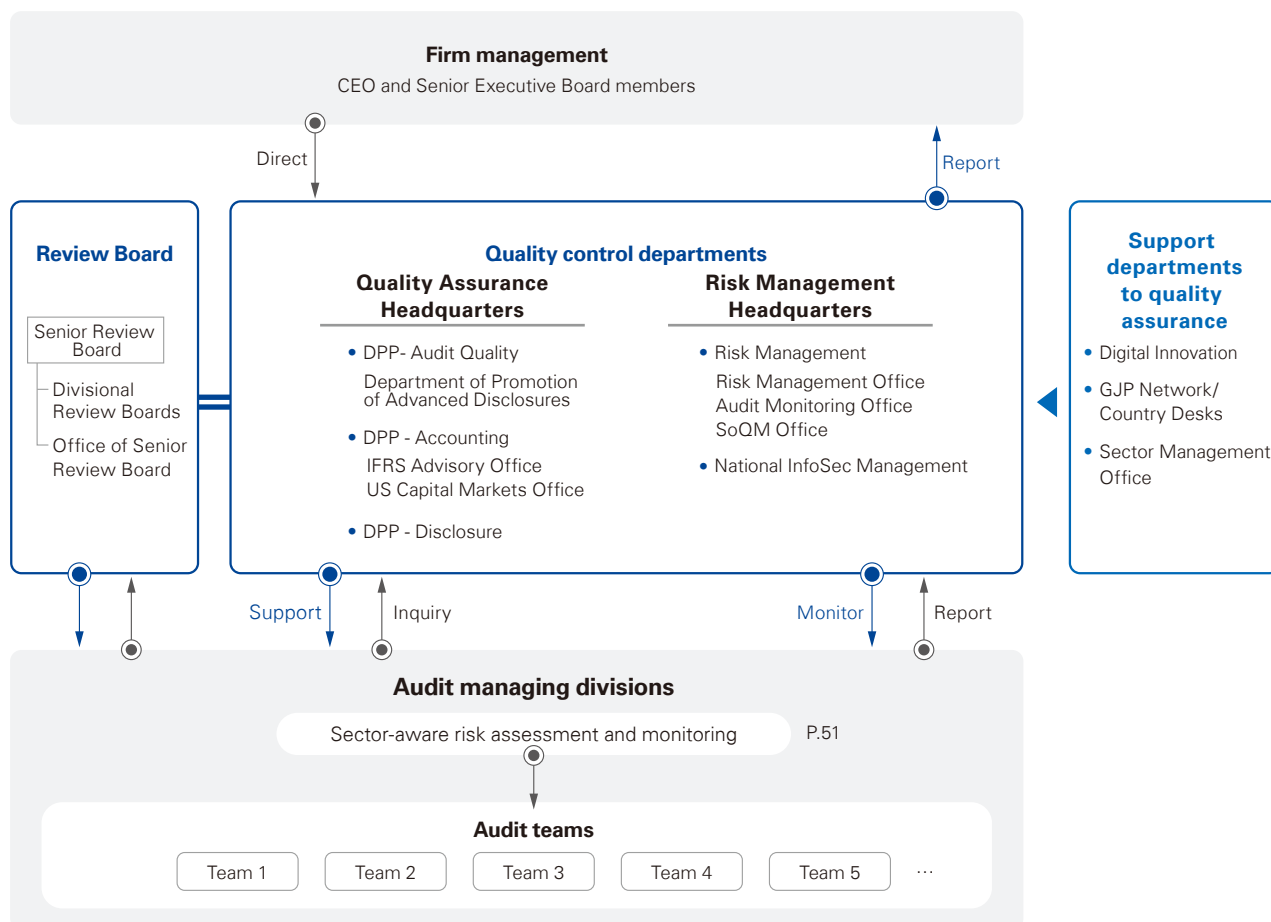 Firm management
CEO and Senior Executive Board members
Direct
Report
Review Board
Senior Review
Board
Divisional
Review Boards
Office of Senior
Review Board
Quality control departments
Quality Assurance
Headquarters
• DPP- Audit Quality
Department of Promotion
of Advanced Disclosures
• DPP - Accounting
IFRS Advisory Office
US Capital Markets Office
• DPP - Disclosure
Risk Management
Headquarters
• Risk Management
Risk Management Office
Audit Monitoring Office
SoQM Office
• National InfoSec Management
Support
departments
to quality
assurance
• Digital Innovation
• GJP Network/
Country Desks
• Sector Management
Office
Support
Inquiry
Monitor
Report
Audit managing divisions
Sector-aware risk assessment and monitoring
P.51
Audit teams
Team 1
Team 2
Team 3
Team 4
Team 5
…